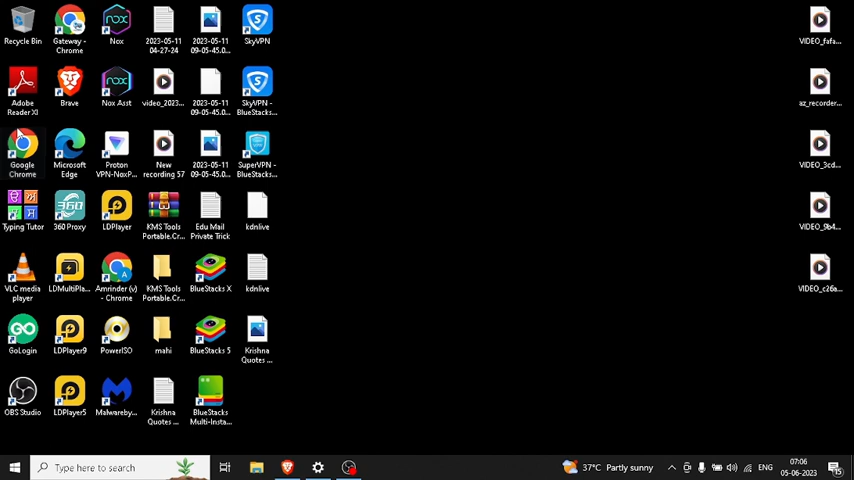 Recycle Bin
Gateway -
Chrome
Nox
2023-05-11
04-27-24
2023-05-11
09-05-45.0...
SkyVPN
Adobe
Reader XI
Brave
Nox Asst
video_2023...
2023-05-11
09-05-45.0...
SkyVPN -
BlueStacks...
Google
Chrome
Microsoft
Edge
Proton
VPN-NoxP...
New
recording 57
2023-05-11
09-05-45.0...
SuperVPN -
BlueStacks...
Typing Tutor
360 Proxy
LDPlayer
KMS Tools
Portable.Cr...
Edu Mail
Private Trick
kdnlive
VLC media
player
LDMultiPla...
Amrinder (v)
- Chrome
KMS Tools
Portable.Cr...
BlueStacks X
kdnlive
GoLogin
LDPlayer9
PowerISO
mahi
BlueStacks 5
Krishna
Quotes ...
OBS Studio
LDPlayer5
Malwareby...
Krishna
Quotes ...
BlueStacks
Multi-Insta...
VIDEO_fafa...
az_recorder...
VIDEO_3cd...
VIDEO_9b4...
VIDEO_c26a...
Type here to search
37°C Partly sunny
ENG
07:06
05-06-2023